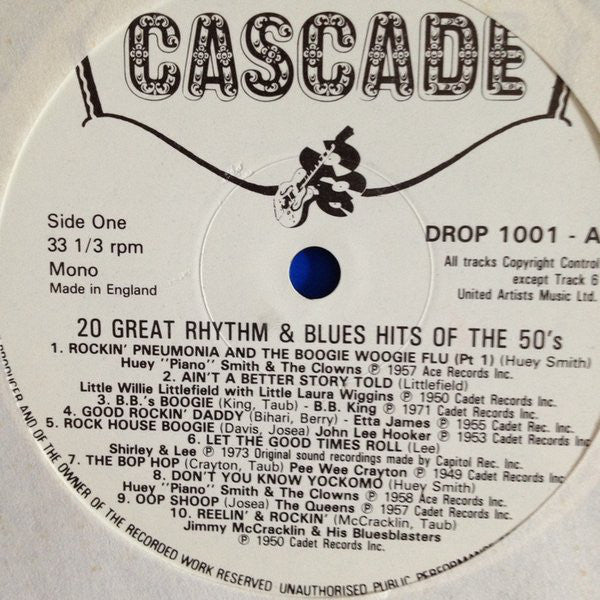 CASCADE
Side One
33 1/3 rpm
Mono
Made in England
DROP 1001 - A
All tracks Copyright Control
except Track 6
United Artists Music Ltd.
20 GREAT RHYTHM & BLUES HITS OF THE 50's
1. ROCKIN' PNEUMONIA AND THE BOOGIE WOOGIE FLU (Pt 1) (Huey Smith)
Huey "Piano" Smith & The Clowns ℗ 1957 Ace Records Inc.
2. AIN'T A BETTER STORY TOLD (Littlefield)
Little Willie Littlefield with Little Laura Wiggins ℗ 1950 Cadet Records Inc.
3. B.B.'s BOOGIE (King, Taub) - B.B. King ℗ 1971 Cadet Records Inc.
4. GOOD ROCKIN' DADDY (Bihari, Berry) - Etta James ℗ 1955 Cadet Rec. Inc.
5. ROCK HOUSE BOOGIE (Davis, Josea) John Lee Hooker ℗ 1953 Cadet Records Inc
6. LET THE GOOD TIMES ROLL (Lee)
Shirley & Lee ℗ 1973 Original sound recordings made by Capitol Rec. Inc.
7. THE BOP HOP (Crayton, Taub) Pee Wee Crayton ℗ 1949 Cadet Records Inc.
8. DON'T YOU KNOW YOCKOMO (Huey Smith)
Huey "Piano" Smith & The Clowns ℗ 1958 Ace Records Inc.
9. OOP SHOOP (Josea) The Queens ℗ 1957 Cadet Records Inc.
10. REELIN' & ROCKIN' (McCracklin, Taub)
Jimmy McCracklin & His Bluesblasters
℗ 1950 Cadet Records Inc.
PRODUCER AND OF THE OWNER OF THE RECORDED WORK RESERVED UNAUTHORISED PUBLIC PERFORMANCE